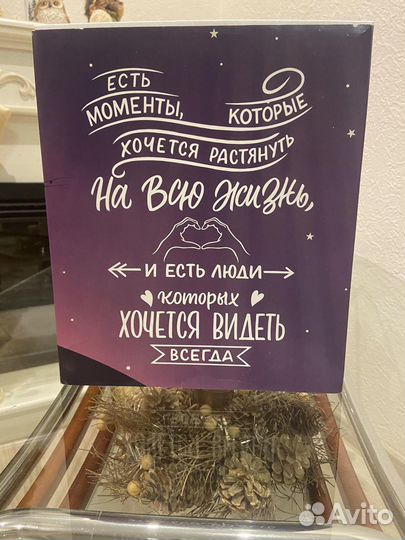 ЕСТЬ
МОМЕНТЫ, КОТОРЫЕ
ХОЧЕТСЯ РАСТЯНУТЬ
На всю жизнь,
И ЕСТЬ ЛЮДИ
которых
ХОЧЕТСЯ ВИДЕТЬ
ВСЕГДА
Avito